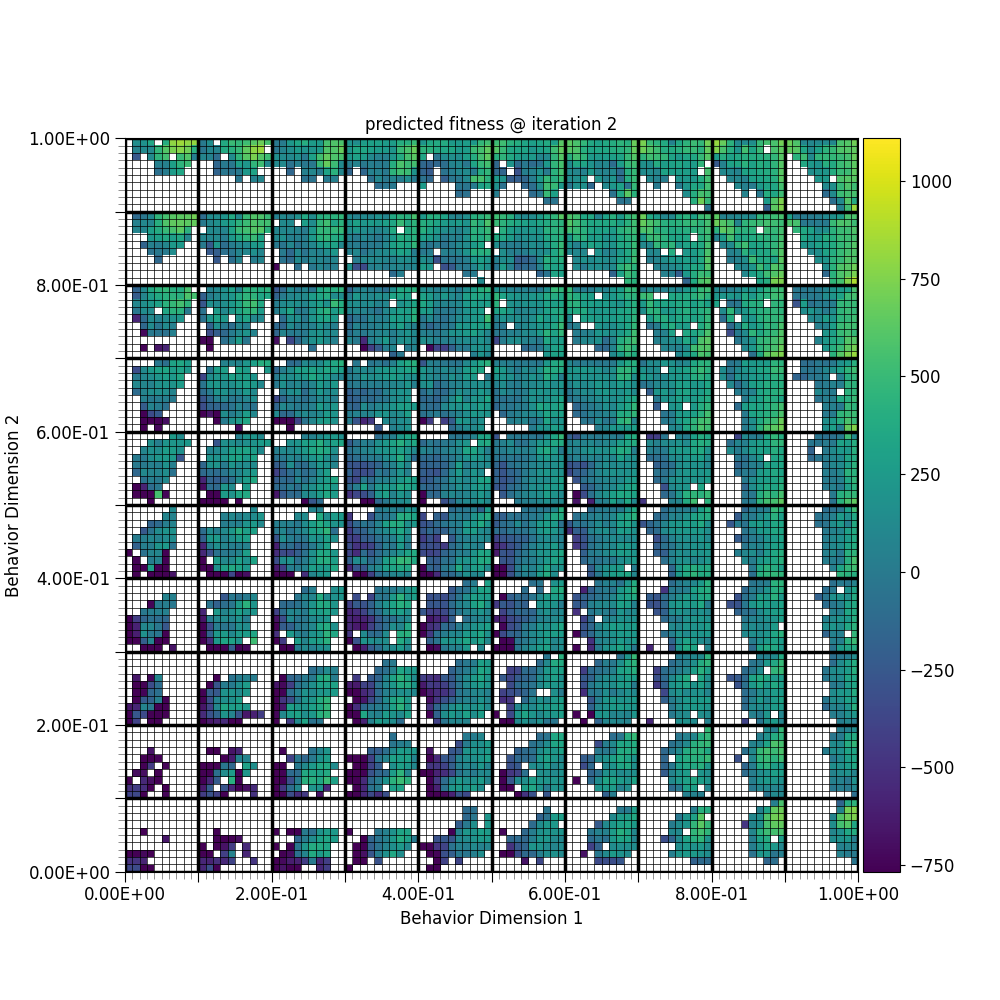 predicted fitness @ iteration 2
1.00E+00
8.00E-01
6.00E-01
4.00E-01
2.00E-01
0.00E+00
Behavior Dimension 2
0.00E+00 2.00E-01 4.00E-01 6.00E-01 8.00E-01 1.00E+00
Behavior Dimension 1
1000
750
500
250
0
−250
−500
−750